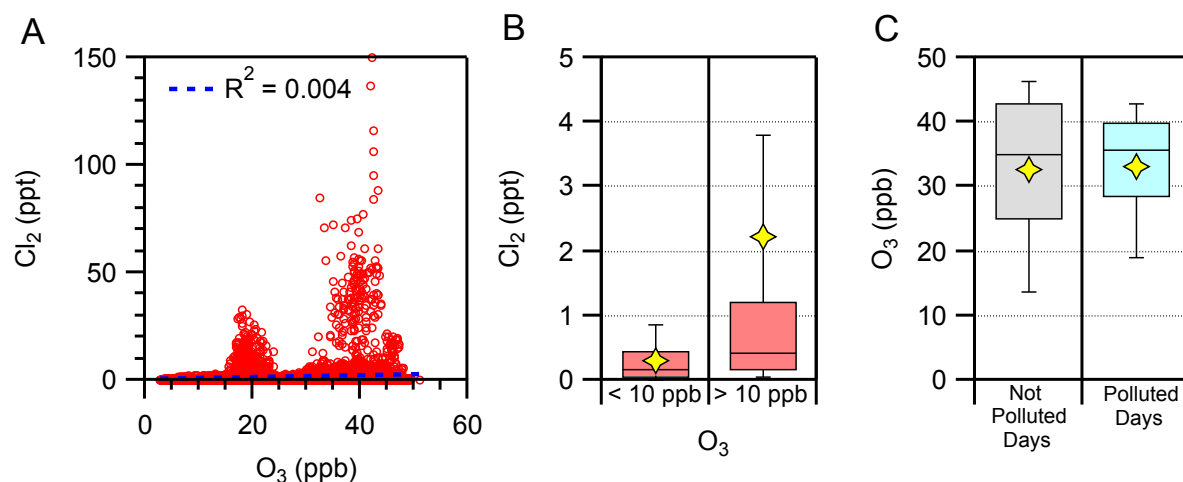 A
Cl2 (ppt)
150
100
50
0
R2 = 0.004
0
20
40
60
O3 (ppb)
B
Cl2 (ppt)
5
4
3
2
1
0
< 10 ppb
> 10 ppb
O3
C
O3 (ppb)
50
40
30
20
10
0
Not
Polluted
Days
Polluted
Days